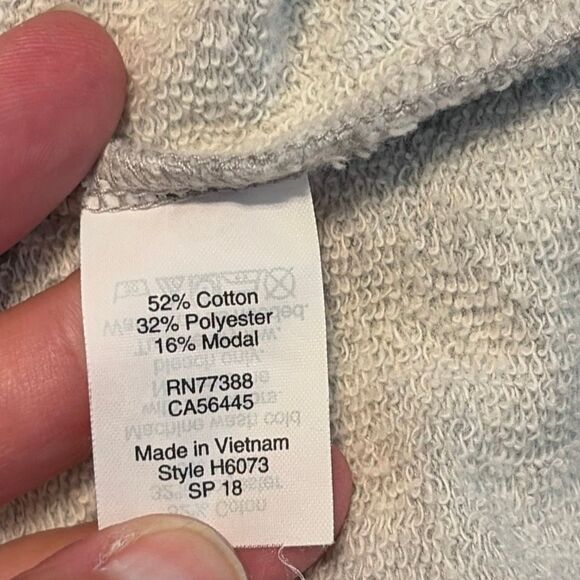 52% Cotton
32% Polyester
16% Modal
RN77388
CA56445
Made in Vietnam
Style H6073
SP 18